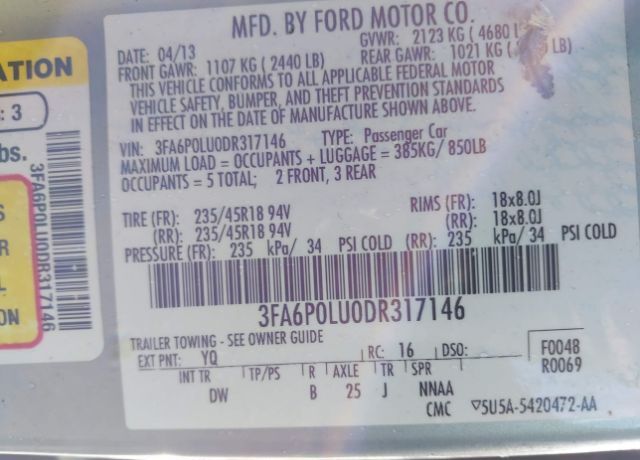 MFD. BY FORD MOTOR CO.
DATE: 04/13
GVWR: 2123 KG ( 4680
FRONT GAWR: 1107 KG ( 2440 LB)
REAR GAWR: 1021 KG ( LB)
THIS VEHICLE CONFORMS TO ALL APPLICABLE FEDERAL MOTOR
VEHICLE SAFETY, BUMPER, AND THEFT PREVENTION STANDARDS
IN EFFECT ON THE DATE OF MANUFACTURE SHOWN ABOVE.
VIN: 3FA6P0LU0DR317146 TYPE: Passenger Car
MAXIMUM LOAD = OCCUPANTS + LUGGAGE = 385KG/ 850LB
OCCUPANTS = 5 TOTAL; 2 FRONT, 3 REAR
TIRE (FR): 235/45R18 94V RIMS (FR): 18x8.0J
(RR): 235/45R18 94V (RR): 18x8.0J
PRESSURE (FR): 235 kPa/ 34 PSI COLD (RR): 235 kPa/ 34 PSI COLD
3FA6P0LU0DR317146
TRAILER TOWING - SEE OWNER GUIDE
EXT PNT: YQ RC: 16 DSO: F0048
R0069
INT TR TP/PS R AXLE TR SPR
DW B 25 J NNAA
CMC ▽5U5A-5420472-AA
ATION
: 3
bs.
S
R
L
ON
3FA6P0LU0DR317146